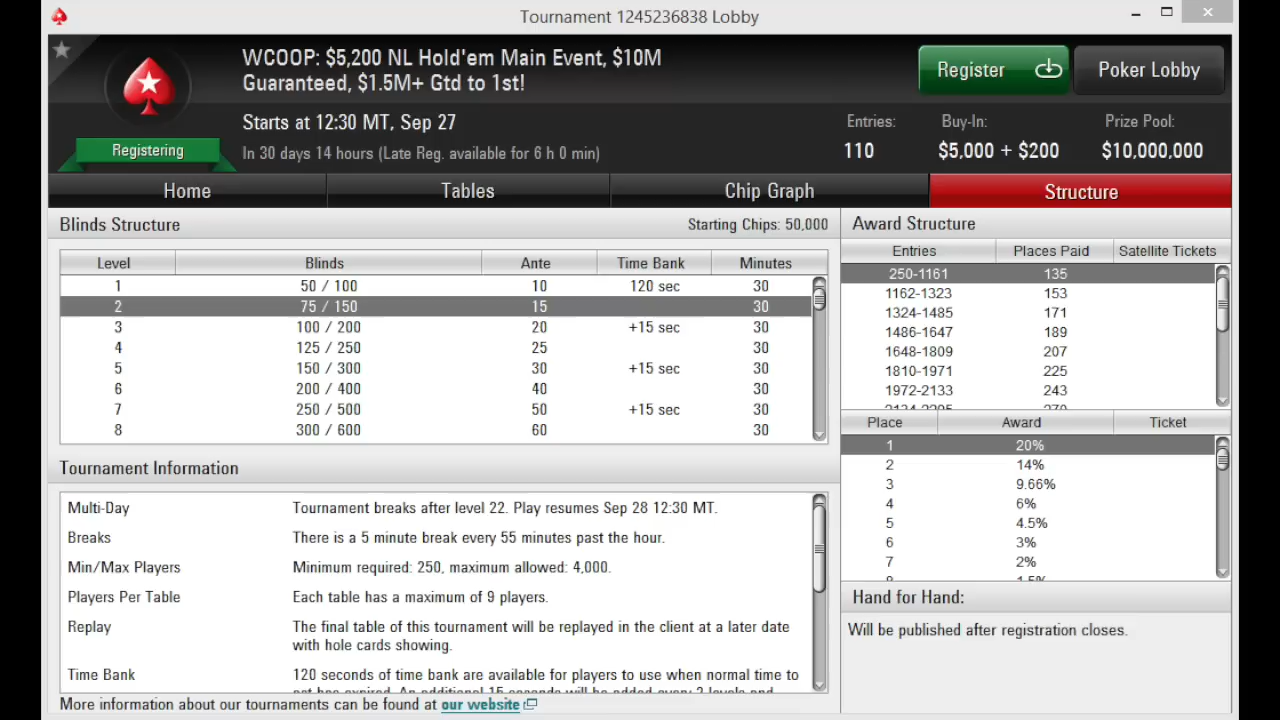 Tournament 1245236838 Lobby
WCOOP: $5,200 NL Hold'em Main Event, $10M
Guaranteed, $1.5M+ Gtd to 1st!
Register
Poker Lobby
Starts at 12:30 MT, Sep 27
Entries: Buy-In: Prize Pool:
Registering
In 30 days 14 hours (Late Reg. available for 6 h 0 min)
110 $5,000 + $200 $10,000,000
Home Tables Chip Graph Structure
Blinds Structure Starting Chips: 50,000
Level Blinds Ante Time Bank Minutes
1 50 / 100 10 120 sec 30
2 75 / 150 15 30
3 100 / 200 20 +15 sec 30
4 125 / 250 25 30
5 150 / 300 30 +15 sec 30
6 200 / 400 40 30
7 250 / 500 50 +15 sec 30
8 300 / 600 60 30
Tournament Information
Multi-Day Tournament breaks after level 22. Play resumes Sep 28 12:30 MT.
Breaks There is a 5 minute break every 55 minutes past the hour.
Min/Max Players Minimum required: 250, maximum allowed: 4,000.
Players Per Table Each table has a maximum of 9 players.
Replay The final table of this tournament will be replayed in the client at a later date
with hole cards showing.
Time Bank 120 seconds of time bank are available for players to use when normal time to
More information about our tournaments can be found at our website
Award Structure
Entries Places Paid Satellite Tickets
250-1161 135
1162-1323 153
1324-1485 171
1486-1647 189
1648-1809 207
1810-1971 225
1972-2133 243
Place Award Ticket
1 20%
2 14%
3 9.66%
4 6%
5 4.5%
6 3%
7 2%
Hand for Hand:
Will be published after registration closes.